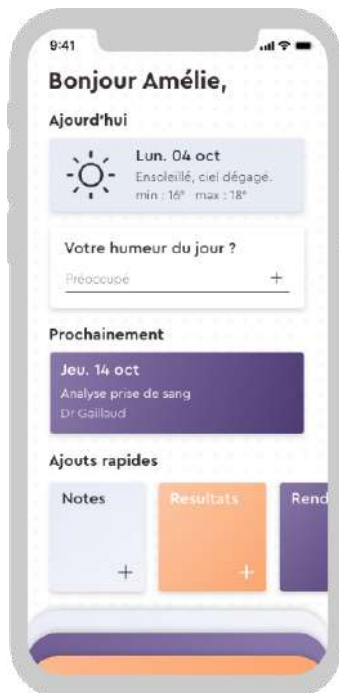 9:41
Bonjour Amélie,
Ajourd'hui
Lun. 04 oct
Ensoleillé, ciel dégagé.
min : 16° max : 18°
Votre humeur du jour ?
Préoccupé +
Prochainement
Jeu. 14 oct
Analyse prise de sang
Dr Gaillaud
Ajouts rapides
Notes
Resultats
Rend
+
+